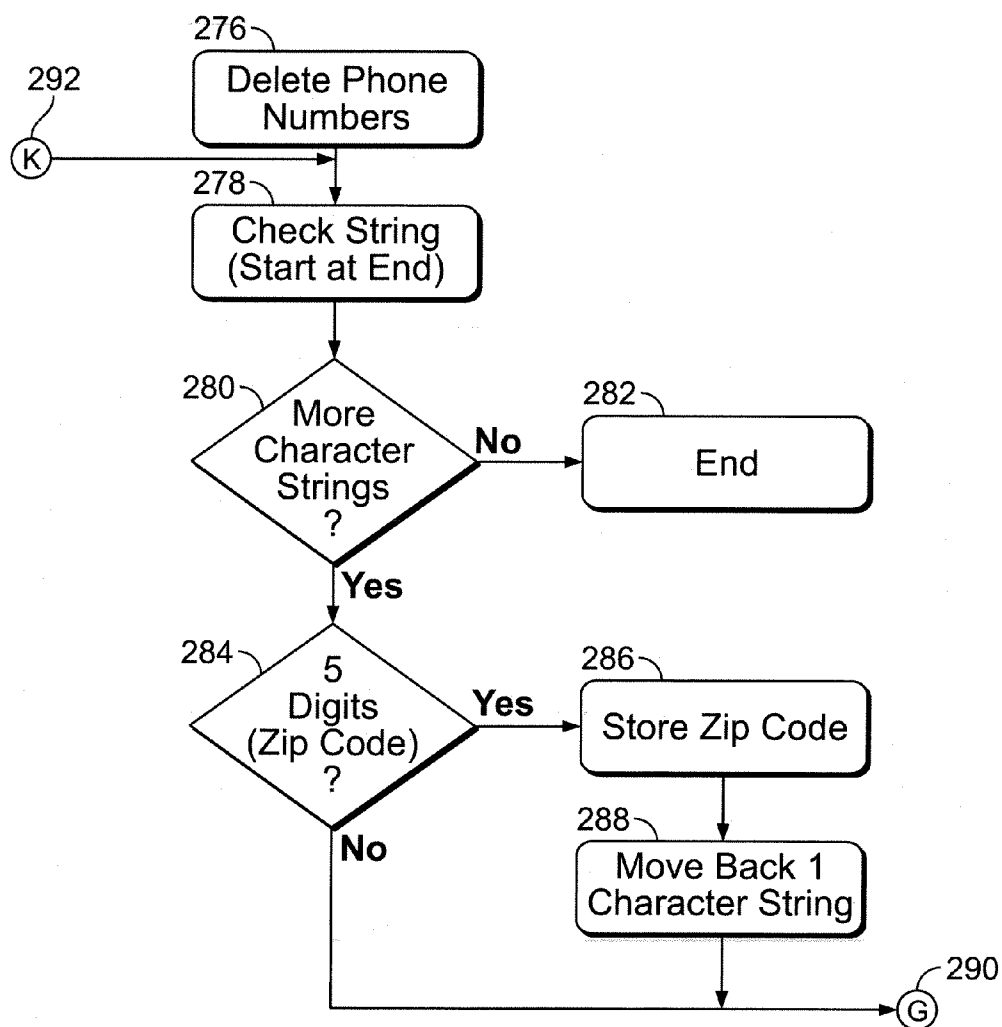 276
Delete Phone
Numbers
292
K
278
Check String
(Start at End)
280
More
Character
Strings
?
No
282
End
Yes
284
5
Digits
(Zip Code)
?
Yes
286
Store Zip Code
No
288
Move Back 1
Character String
290
G